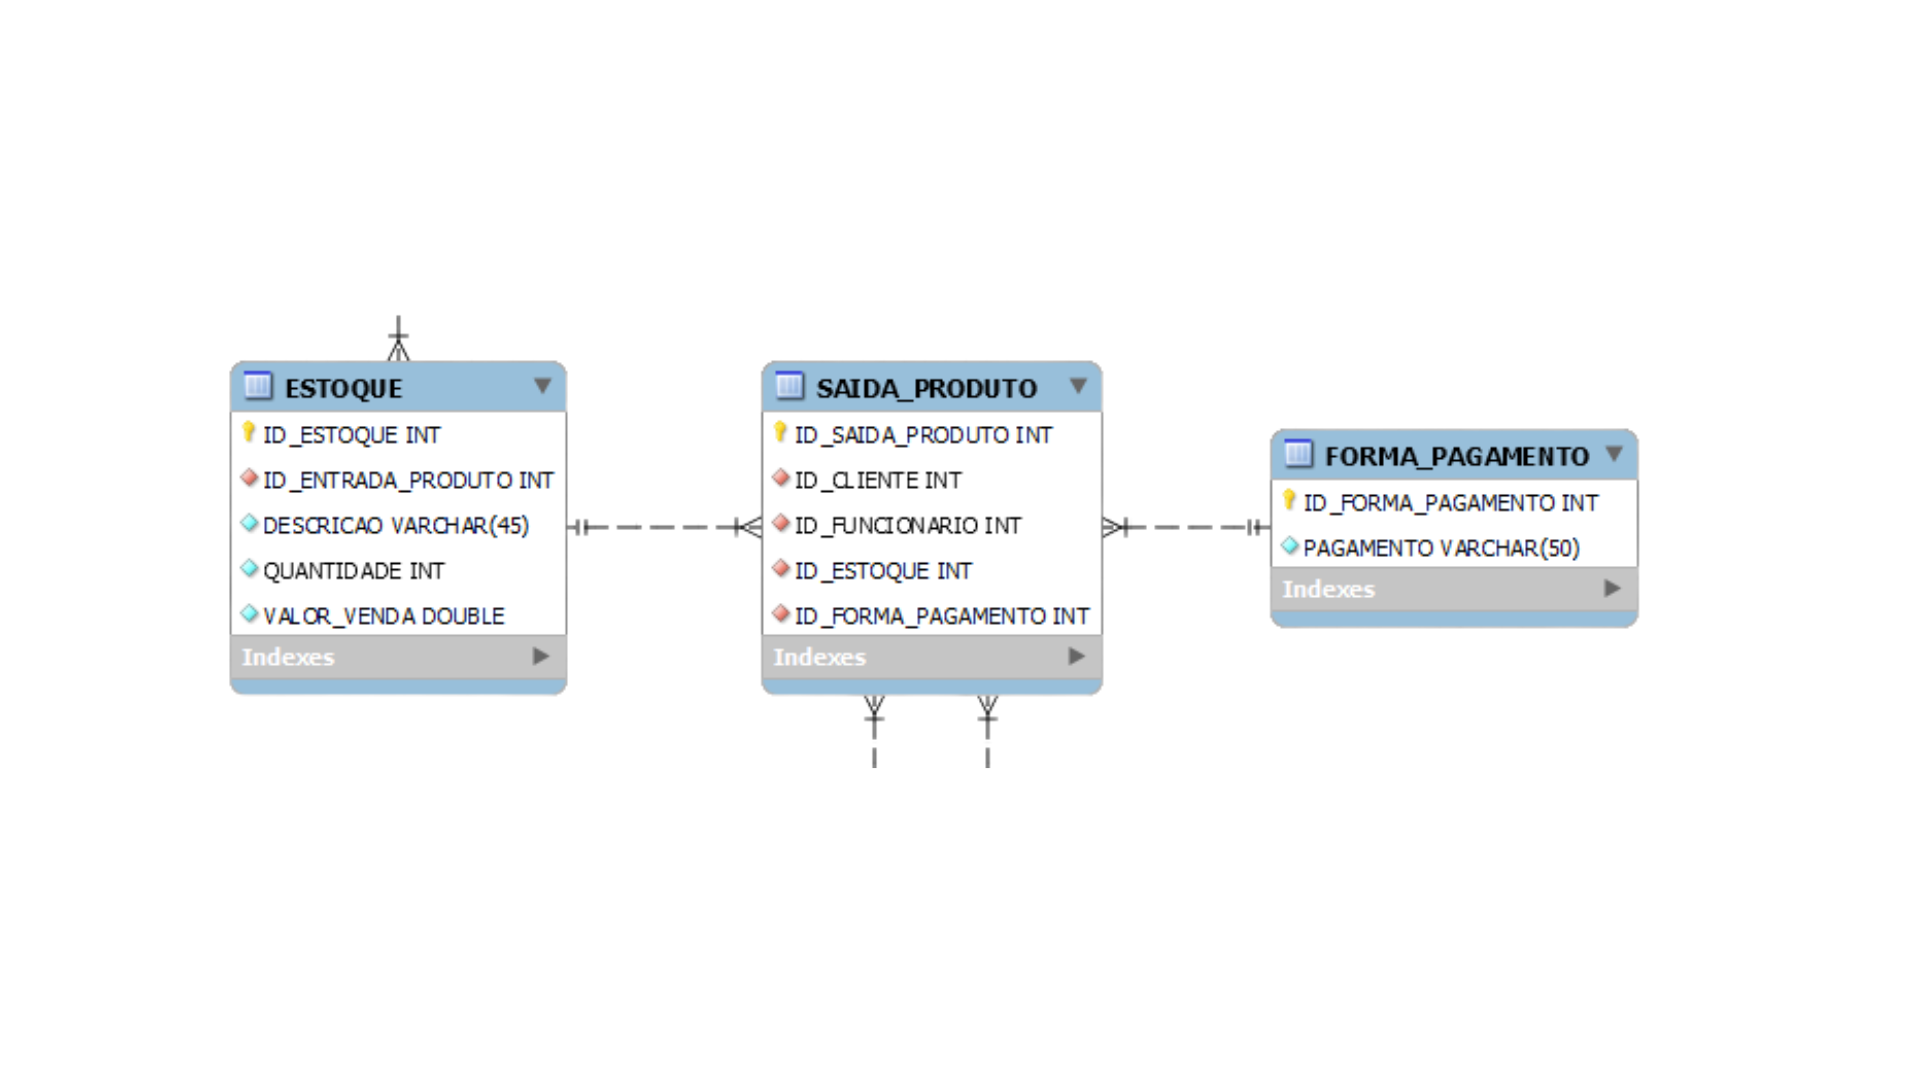 ESTOQUE
ID_ESTOQUE INT
ID_ENTRADA_PRODUTO INT
DESCRICAO VARCHAR(45)
QUANTIDADE INT
VALOR_VENDA DOUBLE
Indexes
SAIDA_PRODUTO
ID_SAIDA_PRODUTO INT
ID_CLIENTE INT
ID_FUNCIONARIO INT
ID_ESTOQUE INT
ID_FORMA_PAGAMENTO INT
Indexes
FORMA_PAGAMENTO
ID_FORMA_PAGAMENTO INT
PAGAMENTO VARCHAR(50)
Indexes